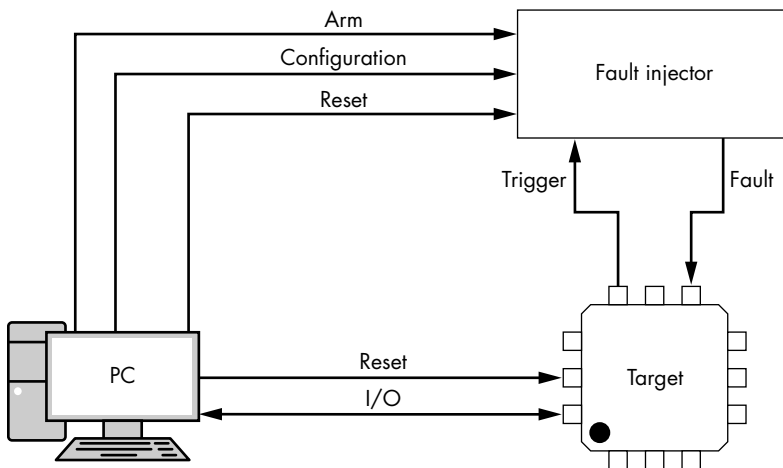 Arm
Configuration
Fault injector
Reset
Trigger
Fault
PC
Reset
Target
I/O